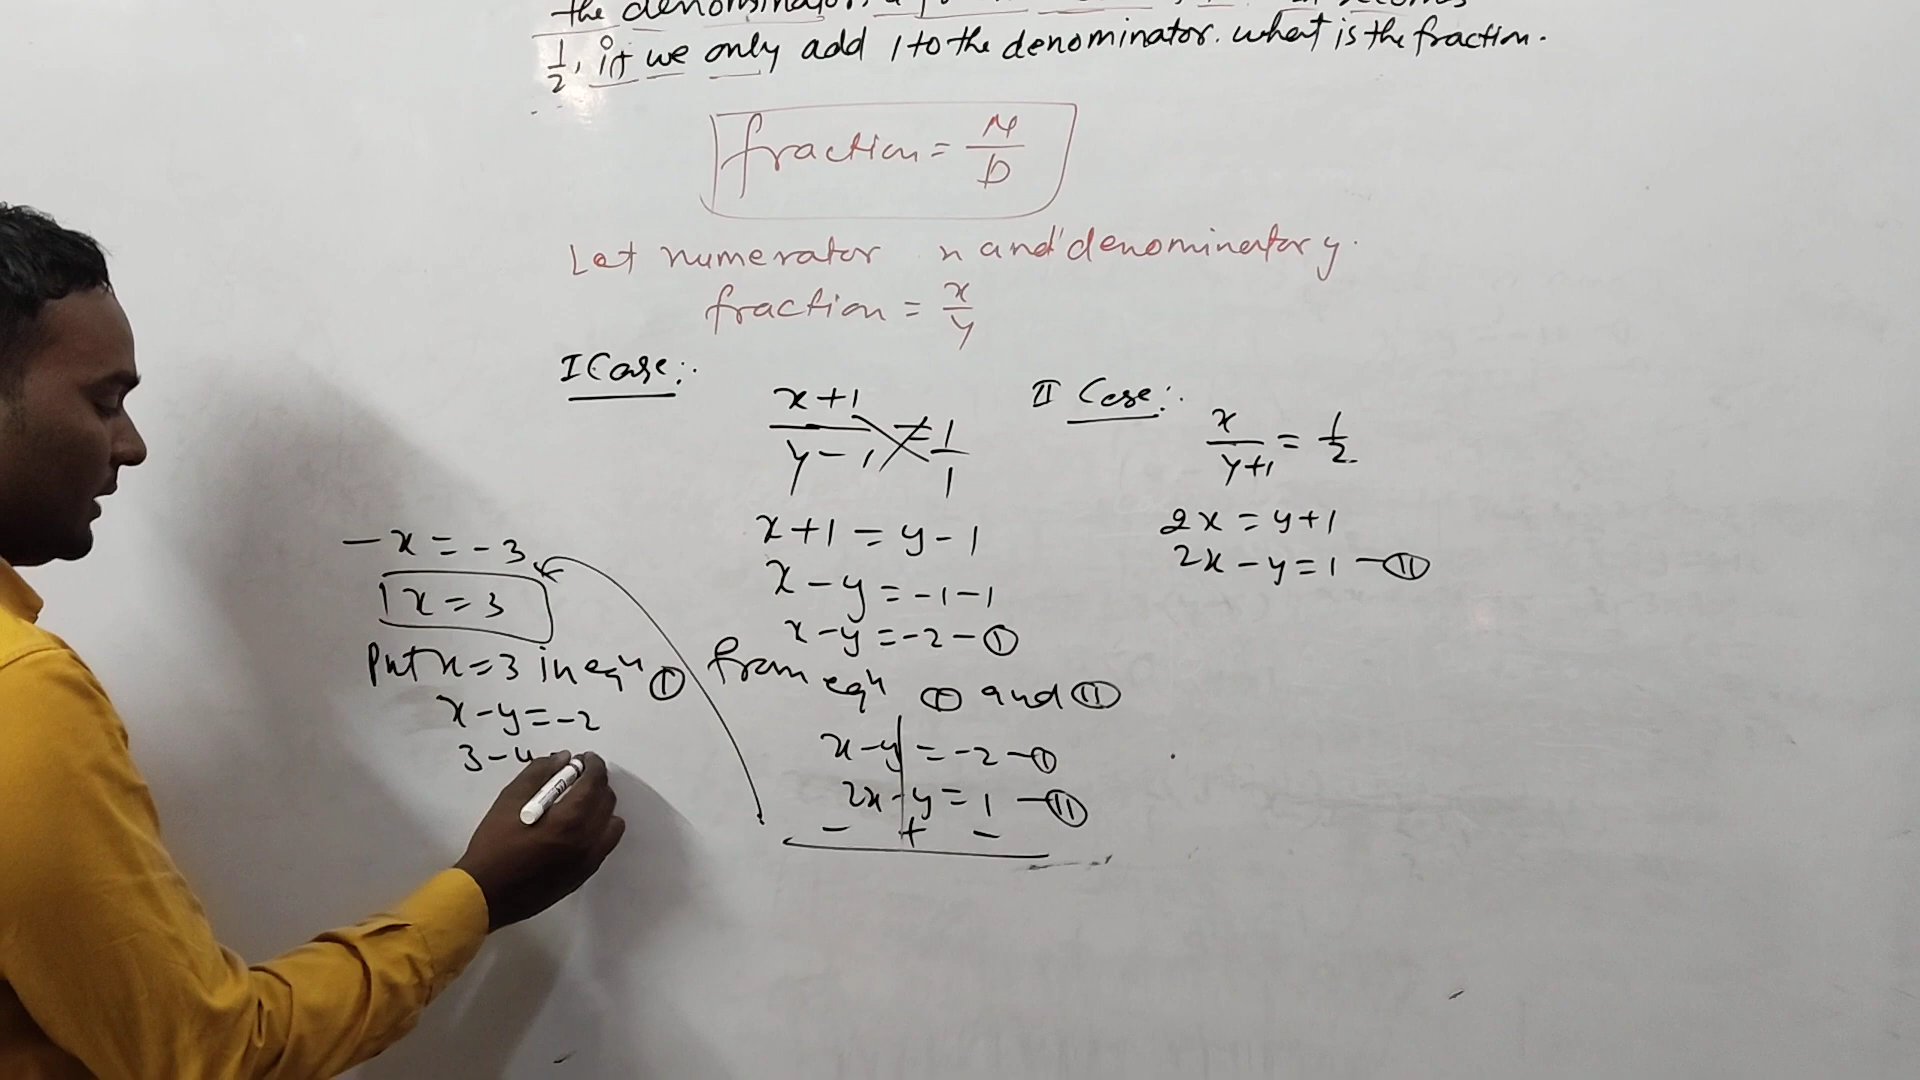 the denominator, a
1/2, if we only add 1 to the denominator. what is the fraction.
fraction = N/D
Let numerator x and denominator y.
fraction = x/y
I Case:.
x+1/y-1 = 1/1
x+1 = y-1
x-y = -1-1
x-y = -2 - I
II Case:.
x/y+1 = 1/2
2x = y+1
2x-y = 1 - II
from eqn I and II
x-y = -2 - I
2x-y = 1 - II
- + -
-x = -3
x = 3
Put x=3 in eqn I
x-y = -2
3-y =